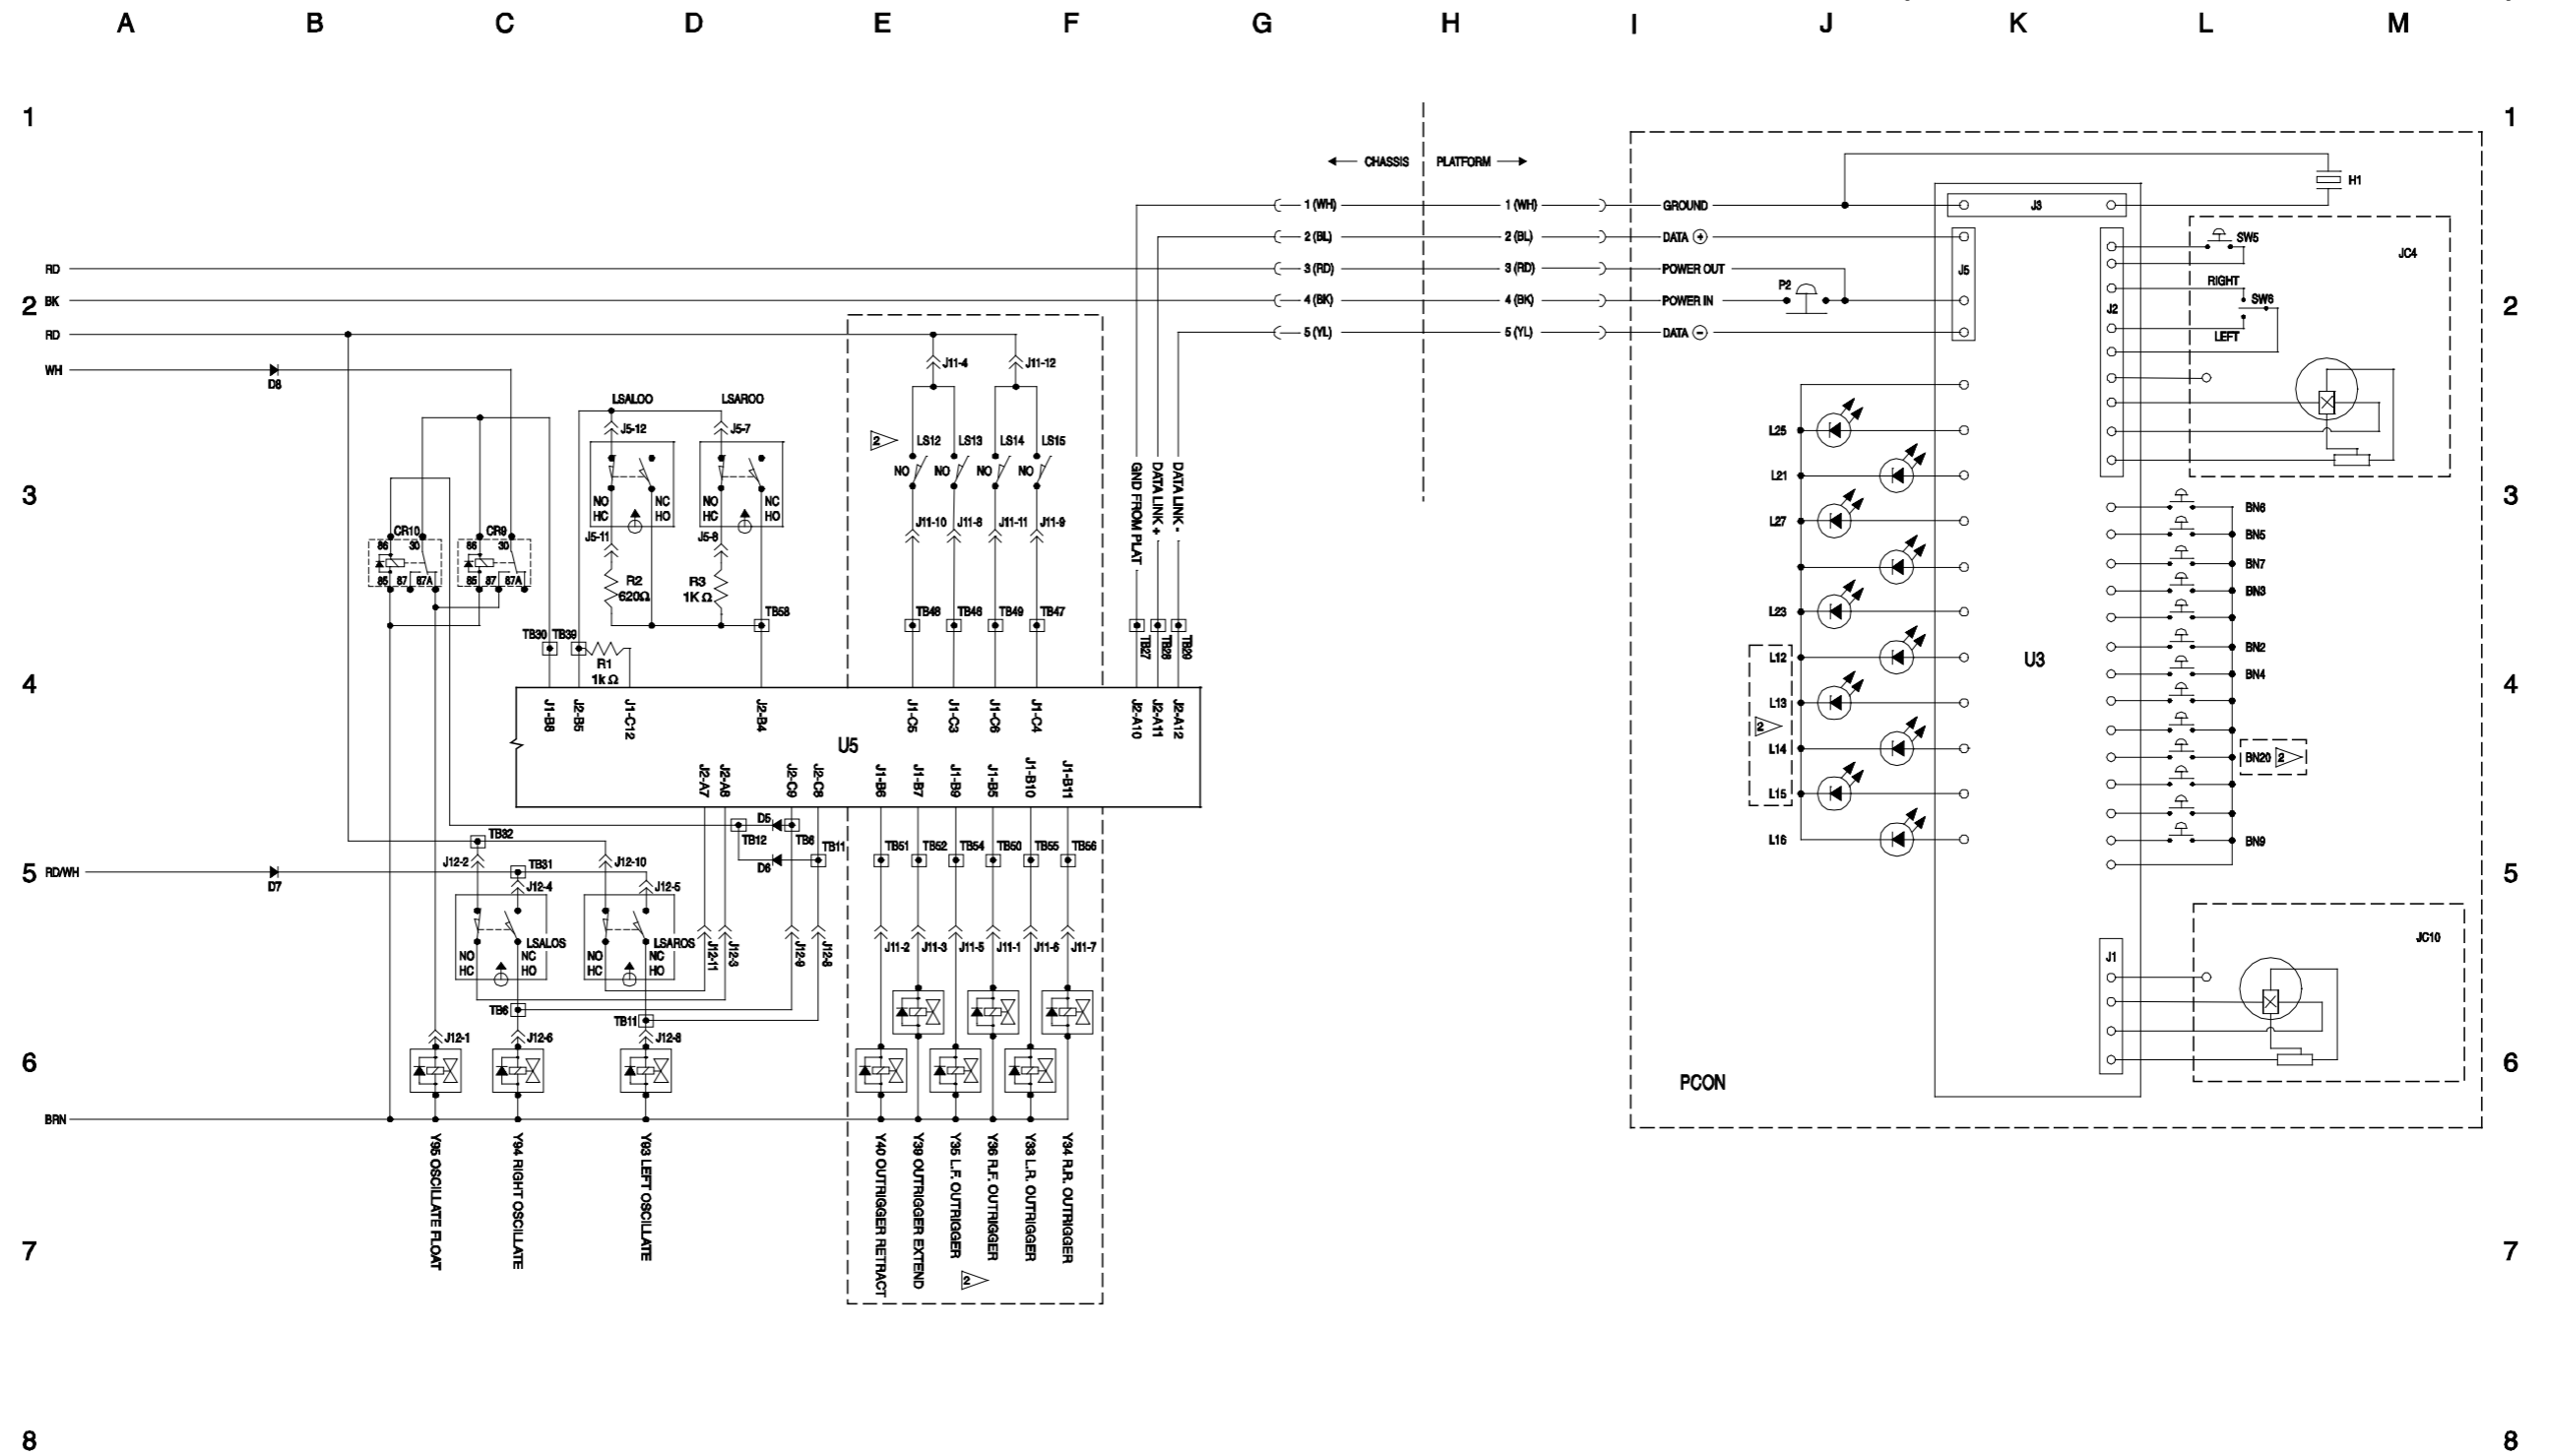 A B C D E F G H I J K L M
1 1
CHASSIS PLATFORM
H1
1 (WH) 1 (WH) GROUND J3
2 (BL) 2 (BL) DATA + SW5
JC4
RD 3 (RD) 3 (RD) POWER OUT J5
RIGHT
P2
2 BK 4 (BK) 4 (BK) POWER IN J2 SW6 2
RD 5 (YL) 5 (YL) DATA -
LEFT
J11-4 J11-12
WH
D8
LSALOO LSAROO
J5-12 J5-7
2 LS12 LS13 LS14 LS15
L25
NO NO NO NO
L21
3 3
NO NC NO NC
HC HO HC HO
GND FROM PLAT
DATA LINK +
DATA LINK -
BN6
J11-10 J11-8 J11-11 J11-9 L27
CR10 CR9 J5-11 J5-8 BN5
86 30 86 30
BN7
85 87 87A 85 87 87A
R2 R3
620Ω 1K Ω
BN3
TB58 TB48 TB46 TB49 TB47 L23
TB30 TB39 TB27 TB28 TB29
BN2
R1
1k Ω
L12 U3
BN4
4 4
J1-B8 J2-B5 J1-C12 J2-B4 J1-C5 J1-C3 J1-C6 J1-C4 J2-A10 J2-A11 J2-A12
L13
2
U5
L14
BN20 2
J2-A7 J2-A8 J2-C9 J2-C8 J1-B6 J1-B7 J1-B9 J1-B5 J1-B10 J1-B11
L15
D5
TB32 TB12 TB6 TB11 TB51 TB52 TB54 TB50 TB55 TB56 L16 BN9
J12-2 TB31 J12-10 D6
5 RD/WH 5
D7 J12-4 J12-5
LSALOS LSAROS J11-2 J11-3 J11-5 J11-1 J11-6 J11-7 JC10
NO NC NO NC
HC HO HC HO
J12-11 J12-3 J12-9 J12-8
J1
TB6 TB11
J12-1 J12-6 J12-8
6 6
PCON
BRN
Y95 OSCILLATE FLOAT
Y94 RIGHT OSCILLATE
Y93 LEFT OSCILLATE
Y40 OUTRIGGER RETRACT
Y39 OUTRIGGER EXTEND
Y35 L.F. OUTRIGGER
Y36 R.F. OUTRIGGER
Y33 L.R. OUTRIGGER
Y34 R.R. OUTRIGGER
7 7
2
8 8